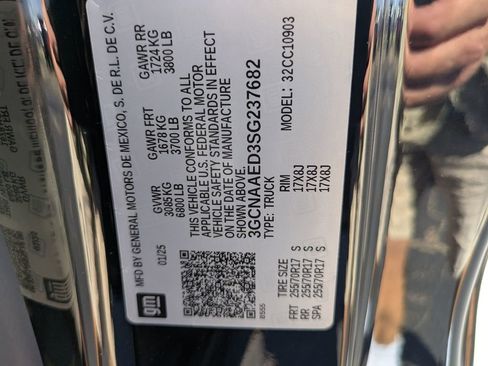 MFD BY GENERAL MOTORS DE MEXICO, S. DE R.L. DE C.V.
01/25
GVWR GAWR FRT GAWR RR
3085KG 1678 KG 1724 KG
6800 LB 3700 LB 3800 LB
THIS VEHICLE CONFORMS TO ALL
APPLICABLE U.S. FEDERAL MOTOR
VEHICLE SAFETY STANDARDS IN EFFECT
ON THE DATE OF MANUFACTURE
SHOWN ABOVE.
3GCNAAED3SG237682
TYPE: TRUCK MODEL: 32CC10903
TIRE SIZE RIM
FRT 255/70R17 S 17X8J
RR 255/70R17 S 17X8J
SPA 255/70R17 S 17X8J
gm